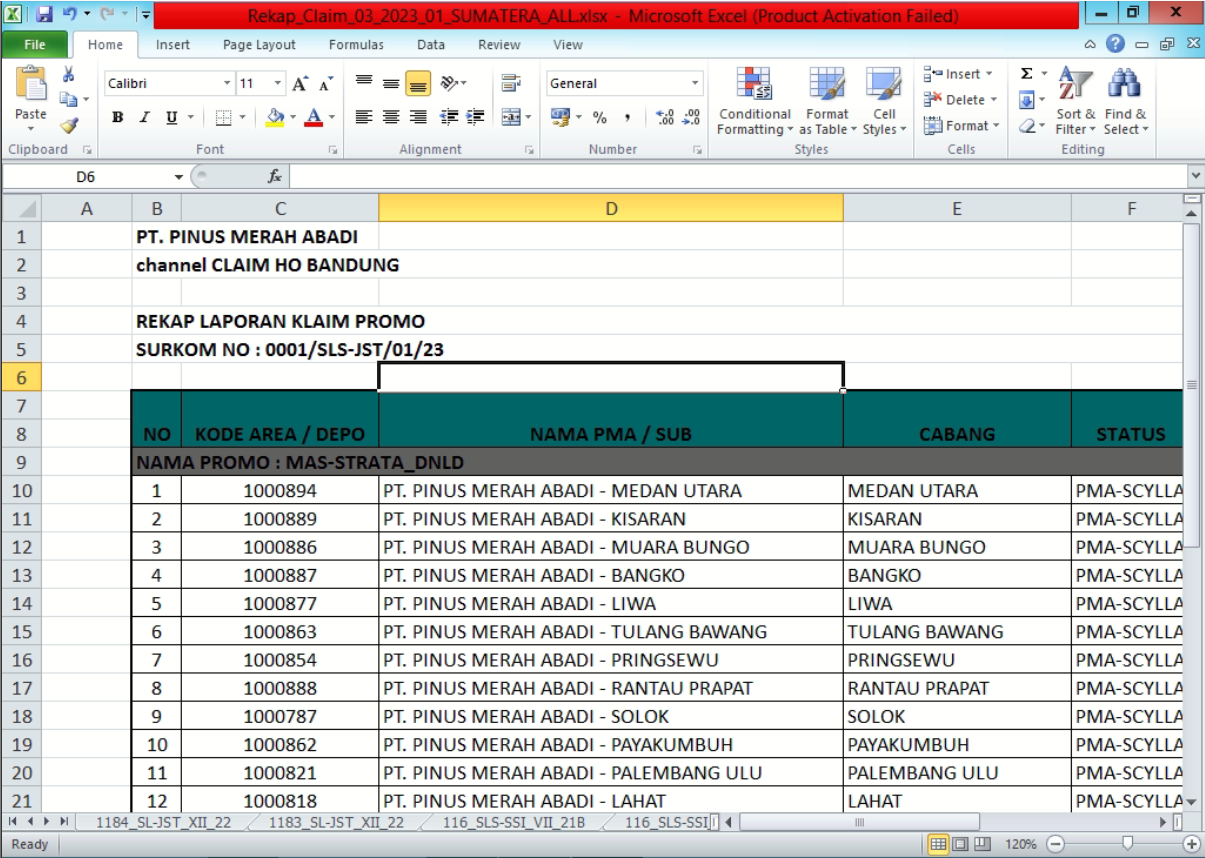 Rekap_Claim_03_2023_01_SUMATERA_ALL.xlsx - Microsoft Excel (Product Activation Failed)
File Home Insert Page Layout Formulas Data Review View
Paste
Calibri 11
B I U
General
% ,
Conditional Formatting
Format as Table
Cell Styles
Insert
Delete
Format
Sort & Filter
Find & Select
Clipboard Font Alignment Number Styles Cells Editing
D6 fx
A B C D E F
1 PT. PINUS MERAH ABADI
2 channel CLAIM HO BANDUNG
3
4 REKAP LAPORAN KLAIM PROMO
5 SURKOM NO : 0001/SLS-JST/01/23
6
7
8 NO KODE AREA / DEPO NAMA PMA / SUB CABANG STATUS
9 NAMA PROMO : MAS-STRATA_DNLD
10 1 1000894 PT. PINUS MERAH ABADI - MEDAN UTARA MEDAN UTARA PMA-SCYLLA
11 2 1000889 PT. PINUS MERAH ABADI - KISARAN KISARAN PMA-SCYLLA
12 3 1000886 PT. PINUS MERAH ABADI - MUARA BUNGO MUARA BUNGO PMA-SCYLLA
13 4 1000887 PT. PINUS MERAH ABADI - BANGKO BANGKO PMA-SCYLLA
14 5 1000877 PT. PINUS MERAH ABADI - LIWA LIWA PMA-SCYLLA
15 6 1000863 PT. PINUS MERAH ABADI - TULANG BAWANG TULANG BAWANG PMA-SCYLLA
16 7 1000854 PT. PINUS MERAH ABADI - PRINGSEWU PRINGSEWU PMA-SCYLLA
17 8 1000888 PT. PINUS MERAH ABADI - RANTAU PRAPAT RANTAU PRAPAT PMA-SCYLLA
18 9 1000787 PT. PINUS MERAH ABADI - SOLOK SOLOK PMA-SCYLLA
19 10 1000862 PT. PINUS MERAH ABADI - PAYAKUMBUH PAYAKUMBUH PMA-SCYLLA
20 11 1000821 PT. PINUS MERAH ABADI - PALEMBANG ULU PALEMBANG ULU PMA-SCYLLA
21 12 1000818 PT. PINUS MERAH ABADI - LAHAT LAHAT PMA-SCYLLA
1184_SL-JST_XII_22 1183_SL-JST_XII_22 116_SLS-SSI_VII_21B 116_SLS-SSI
Ready 120%